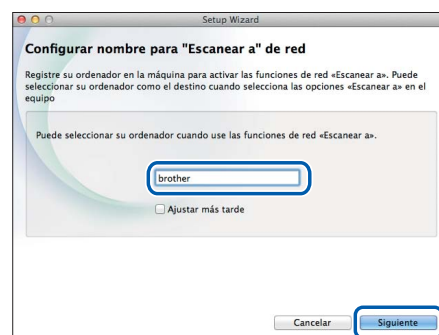 Setup Wizard
Configurar nombre para "Escanear a" de red
Registre su ordenador en la máquina para activar las funciones de red «Escanear a». Puede
seleccionar su ordenador como el destino cuando selecciona las opciones «Escanear a» en el
equipo
Puede seleccionar su ordenador cuando use las funciones de red «Escanear a».
brother
Ajustar más tarde
Cancelar
Siguiente